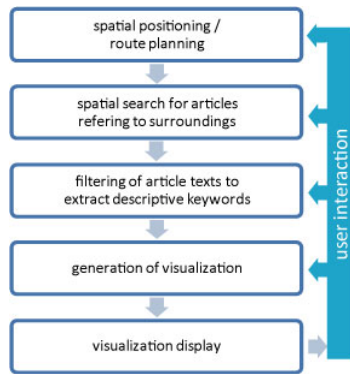 spatial positioning /
route planning
spatial search for articles
refering to surroundings
filtering of article texts to
extract descriptive keywords
generation of visualization
visualization display
user interaction